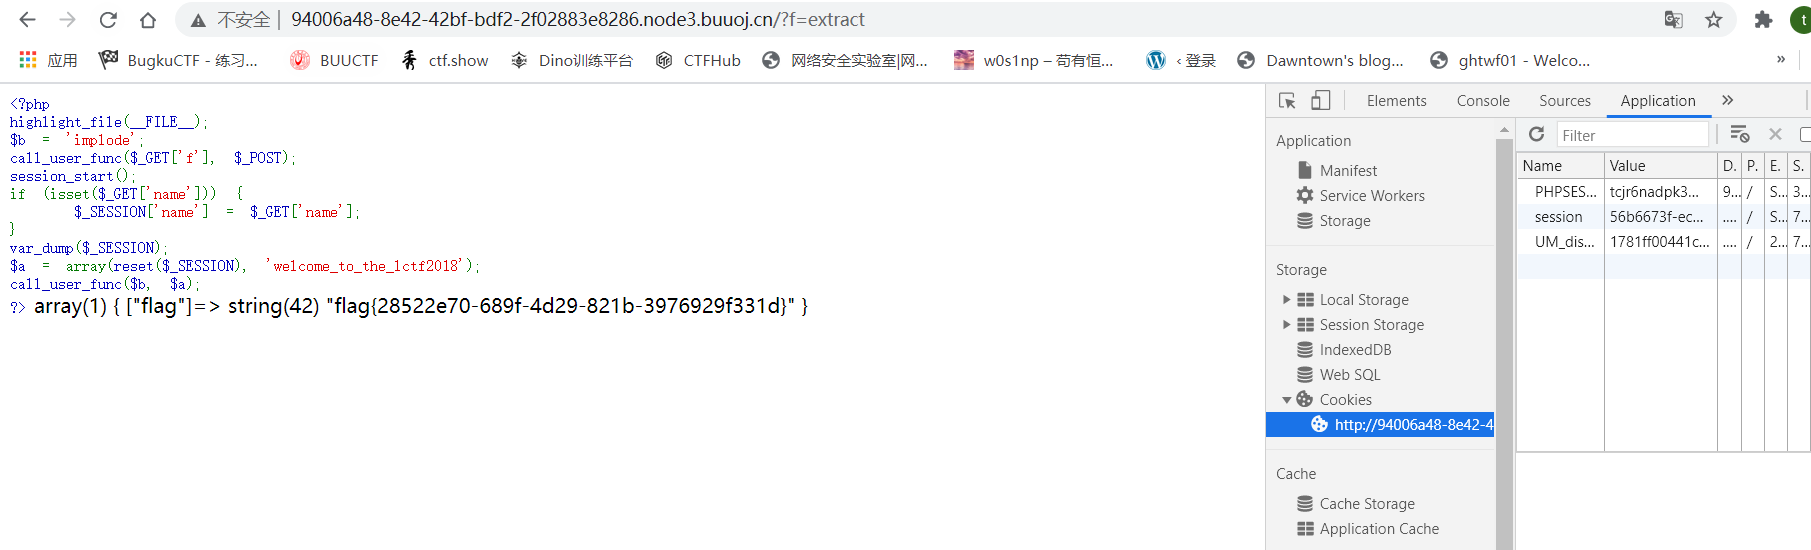 不安全 | 94006a48-8e42-42bf-bdf2-2f02883e8286.node3.buuoj.cn/?f=extract t
应用 BugkuCTF - 练习... BUUCTF ctf.show Dino训练平台 CTFHub 网络安全实验室|网... w0s1np – 苟有恒... ‹ 登录 Dawntown's blog... ghtwf01 - Welco... »
<?php
highlight_file(__FILE__);
$b = 'implode';
call_user_func($_GET['f'], $_POST);
session_start();
if (isset($_GET['name'])) {
$_SESSION['name'] = $_GET['name'];
}
var_dump($_SESSION);
$a = array(reset($_SESSION), 'welcome_to_the_lctf2018');
call_user_func($b, $a);
?> array(1) { ["flag"]=> string(42) "flag{28522e70-689f-4d29-821b-3976929f331d}" }
Elements Console Sources Application »
Application
Manifest
Service Workers
Storage
Storage
Local Storage
Session Storage
IndexedDB
Web SQL
Cookies
http://94006a48-8e42-4
Cache
Cache Storage
Application Cache
Filter
Name Value D. P. E. S.
PHPSES... tcjr6nadpk3... 9... / S... 3...
session 56b6673f-ec... .... / S... 7...
UM_dis... 1781ff00441c... .... / 2... 7...